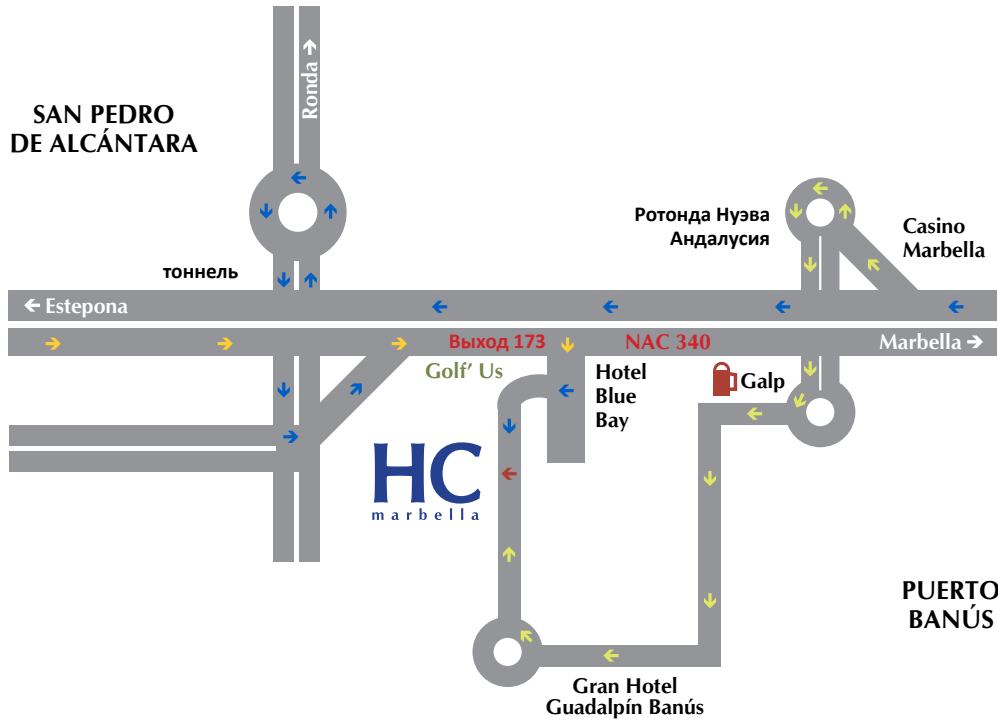 Ronda →
SAN PEDRO
DE ALCÁNTARA
Ротонда Нуэва
Андалусия
Casino
Marbella
тоннель
← Estepona
Выход 173
NAC 340
Marbella →
Golf' Us
Hotel
Blue
Bay
Galp
HC
marbella
PUERTO
BANÚS
Gran Hotel
Guadalpín Banús